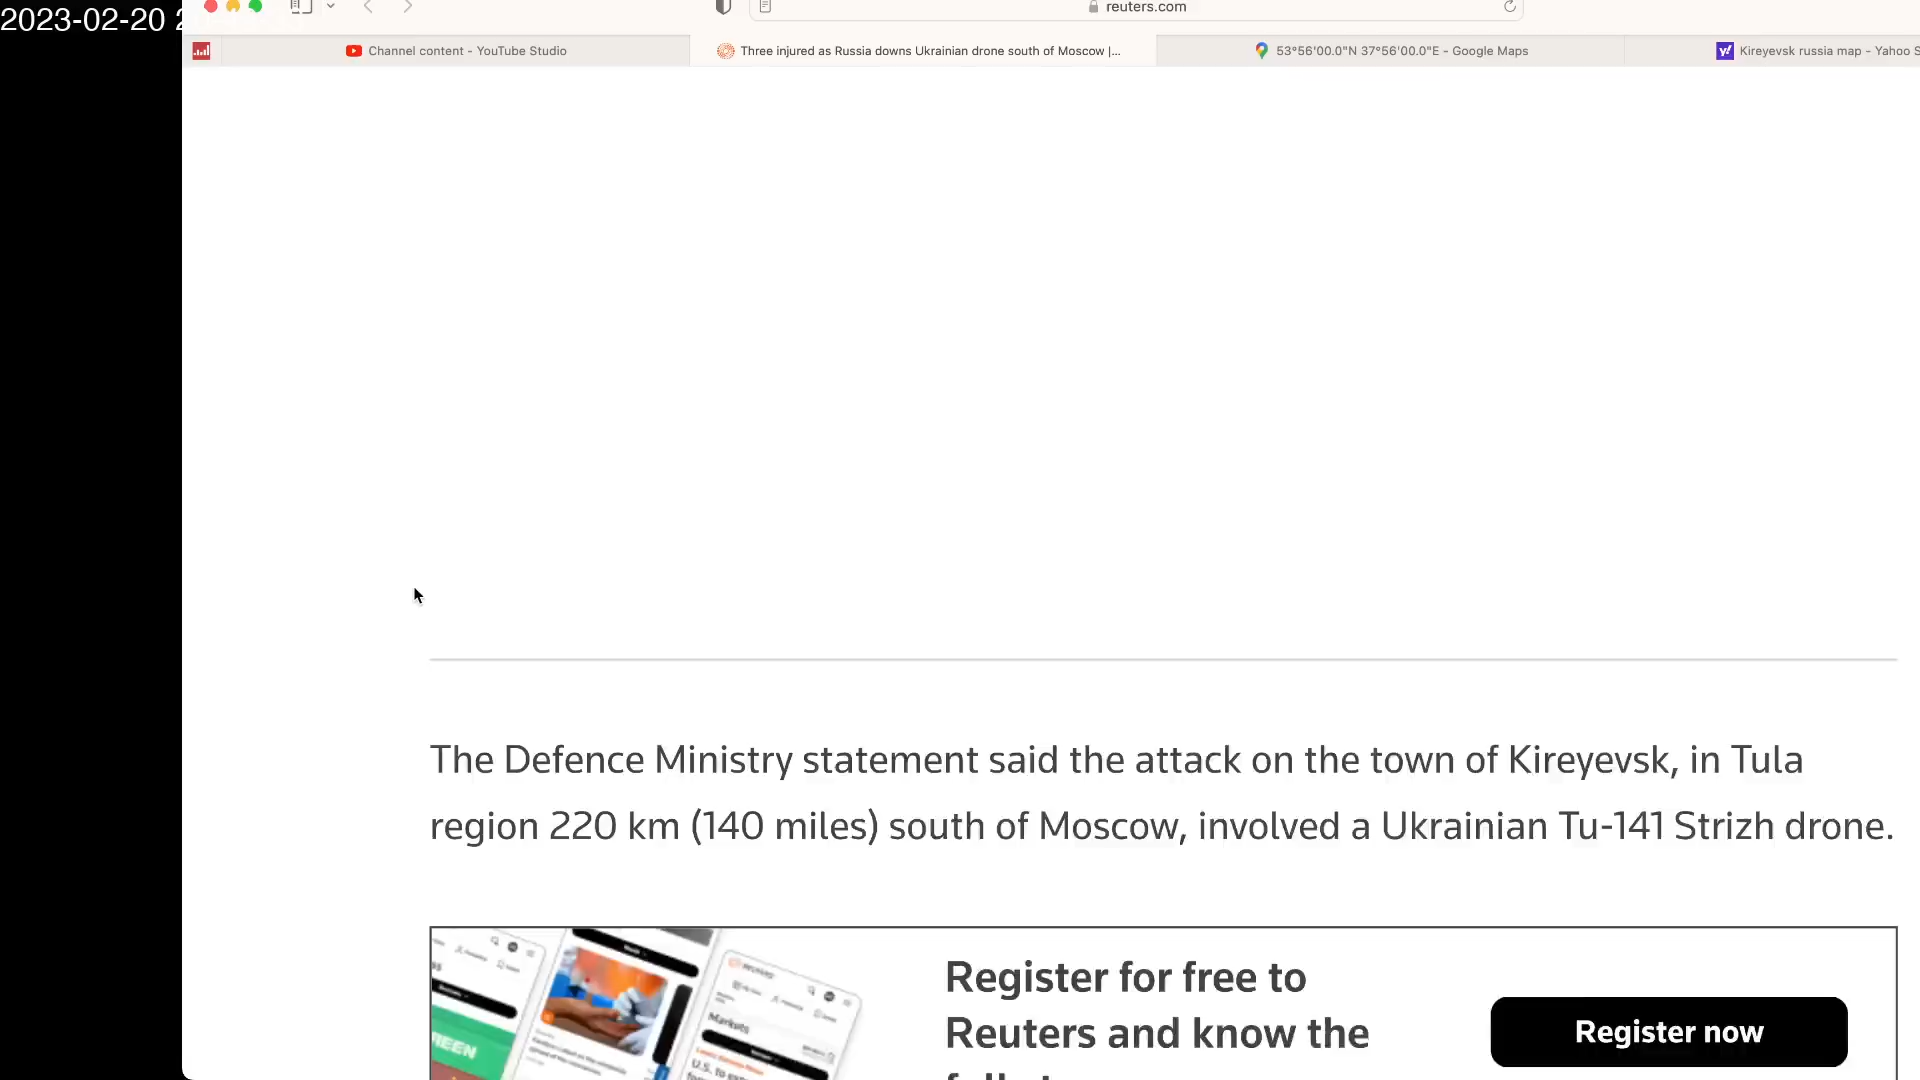 2023-02-20 2
reuters.com
Channel content - YouTube Studio
Three injured as Russia downs Ukrainian drone south of Moscow |...
53°56'00.0"N 37°56'00.0"E - Google Maps
Kireyevsk russia map - Yahoo S
The Defence Ministry statement said the attack on the town of Kireyevsk, in Tula
region 220 km (140 miles) south of Moscow, involved a Ukrainian Tu-141 Strizh drone.
Register for free to
Reuters and know the
Register now
Markets
REEN